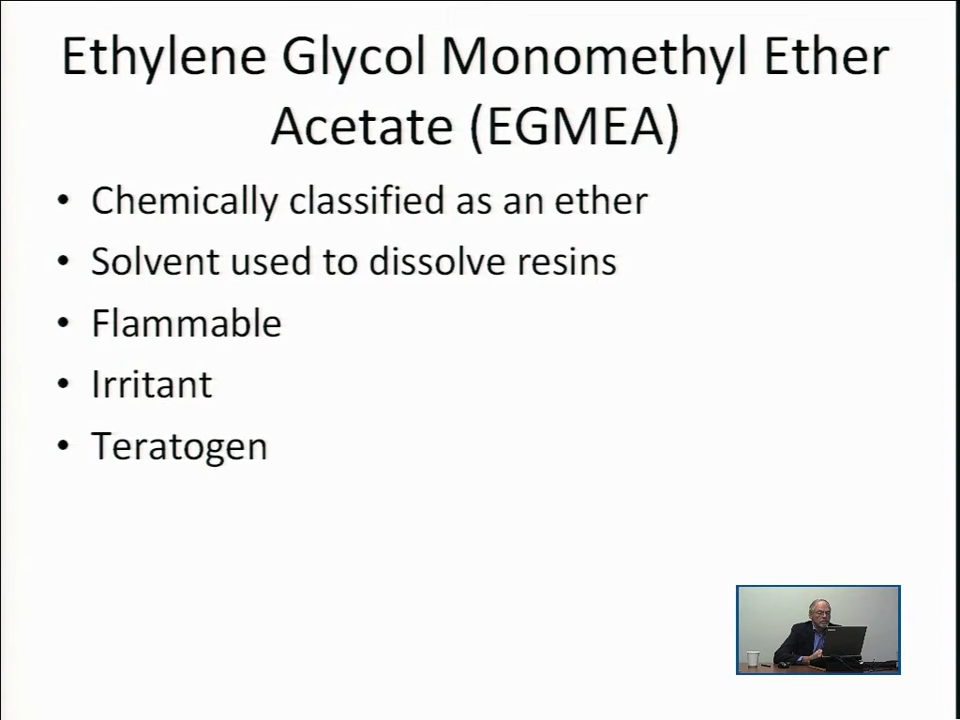 Ethylene Glycol Monomethyl Ether
Acetate (EGMEA)
• Chemically classified as an ether
• Solvent used to dissolve resins
• Flammable
• Irritant
• Teratogen